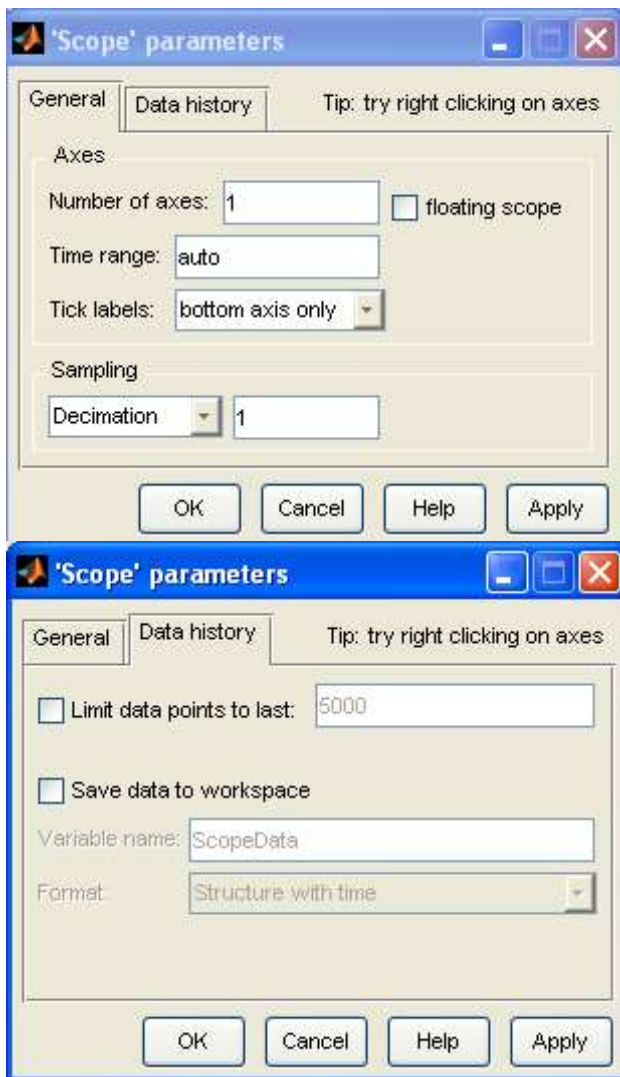 'Scope' parameters
General Data history Tip: try right clicking on axes
Axes
Number of axes: 1 floating scope
Time range: auto
Tick labels: bottom axis only
Sampling
Decimation 1
OK Cancel Help Apply
'Scope' parameters
General Data history Tip: try right clicking on axes
Limit data points to last: 5000
Save data to workspace
Variable name: ScopeData
Format: Structure with time
OK Cancel Help Apply